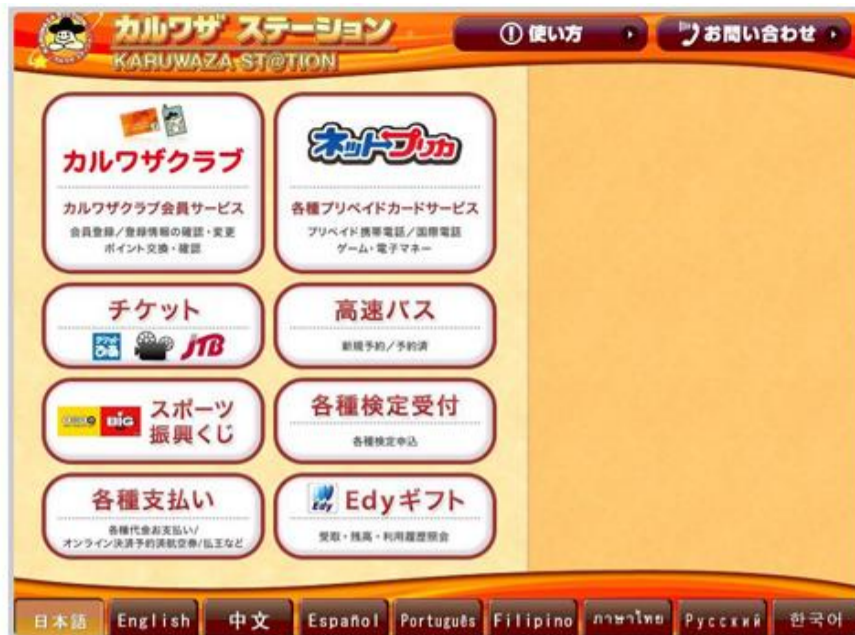 カルワザ ステーション
KARUWAZA ST@TION
使い方
お問い合わせ
カルワザクラブ
カルワザクラブ会員サービス
会員登録/登録情報の確認・変更
ポイント交換・確認
ネットプリカ
各種プリペイドカードサービス
プリペイド携帯電話/国際電話
ゲーム・電子マネー
チケット
チケットぴあ
JTB
高速バス
新規予約/予約済
BIG
スポーツ
振興くじ
各種検定受付
各種検定申込
各種支払い
各種代金お支払い/
オンライン決済予約済航空券/払王など
Edy
Edyギフト
受取・残高・利用履歴照会
日本語
English
中文
Español
Português
Filipino
ภาษาไทย
Русский
한국어